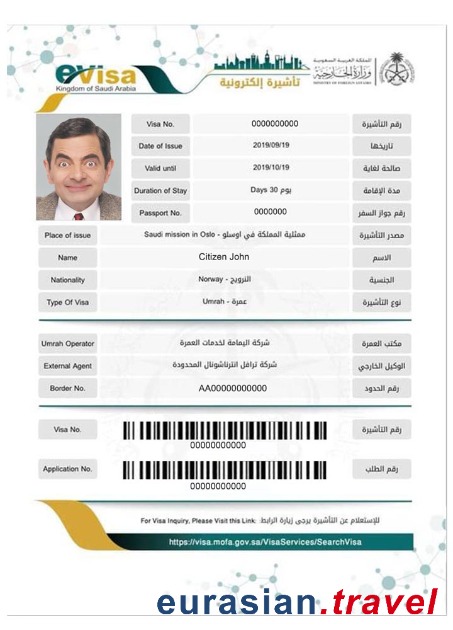 eVisa
Kingdom of Saudi Arabia
تأشيرة إلكترونية
المملكة العربية السعودية
وزارة الخارجية
MINISTRY OF FOREIGN AFFAIRS
Visa No. 0000000000 رقم التأشيرة
Date of Issue 2019/09/19 تاريخها
Valid until 2019/10/19 صالحة لغاية
Duration of Stay Days 30 يوم مدة الإقامة
Passport No. 0000000 رقم جواز السفر
Place of issue Saudi mission in Oslo - ممثلية المملكة في اوسلو مصدر التأشيرة
Name Citizen John الاسم
Nationality Norway - النرويج الجنسية
Type Of Visa Umrah - عمرة نوع التأشيرة
Umrah Operator شركة اليمامة لخدمات العمرة مكتب العمرة
External Agent شركة ترافل انترناشونال المحدودة الوكيل الخارجي
Border No. AA00000000000 رقم الحدود
Visa No. رقم التأشيرة
00000000000
Application No. رقم الطلب
00000000000
For Visa Inquiry, Please Visit this Link: للإستعلام عن التأشيرة يرجى زيارة الرابط:
https://visa.mofa.gov.sa/VisaServices/SearchVisa
eurasian.travel